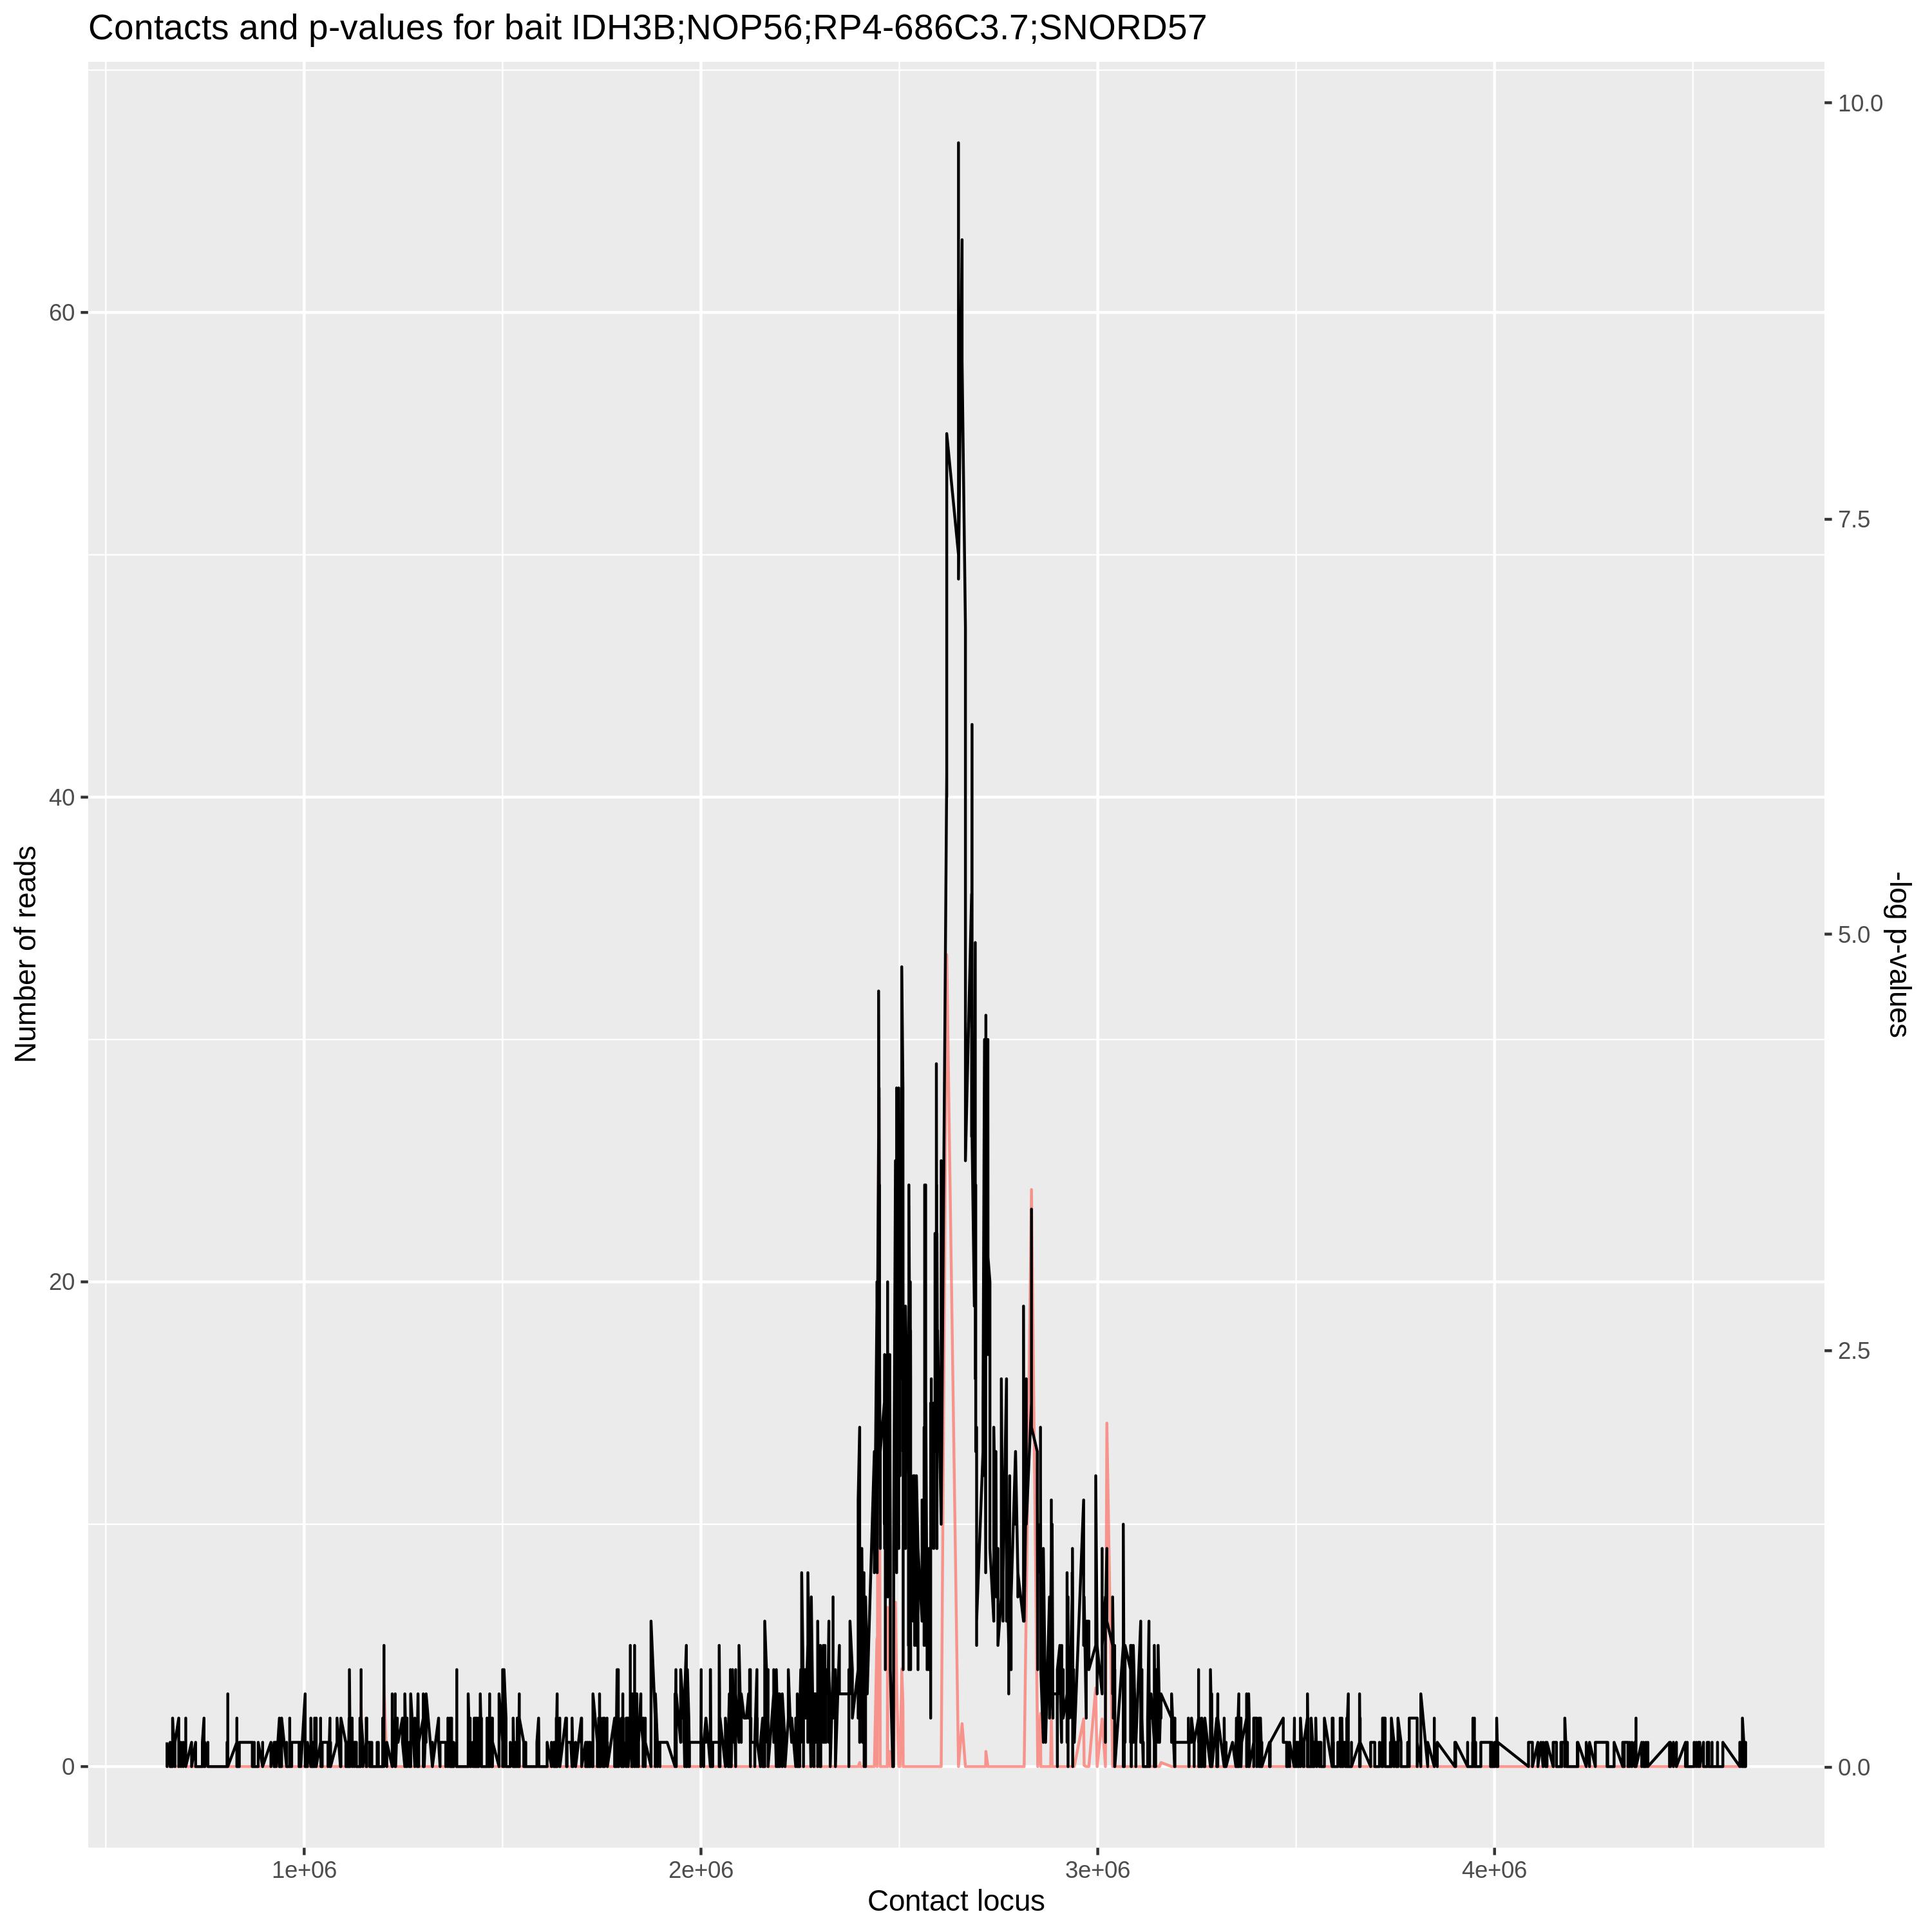 Contacts and p-values for bait IDH3B;NOP56;RP4-686C3.7;SNORD57
10.0
60
7.5
40
5.0
Number of reads
-log p-values
20
2.5
0
0.0
1e+06
2e+06
3e+06
4e+06
Contact locus